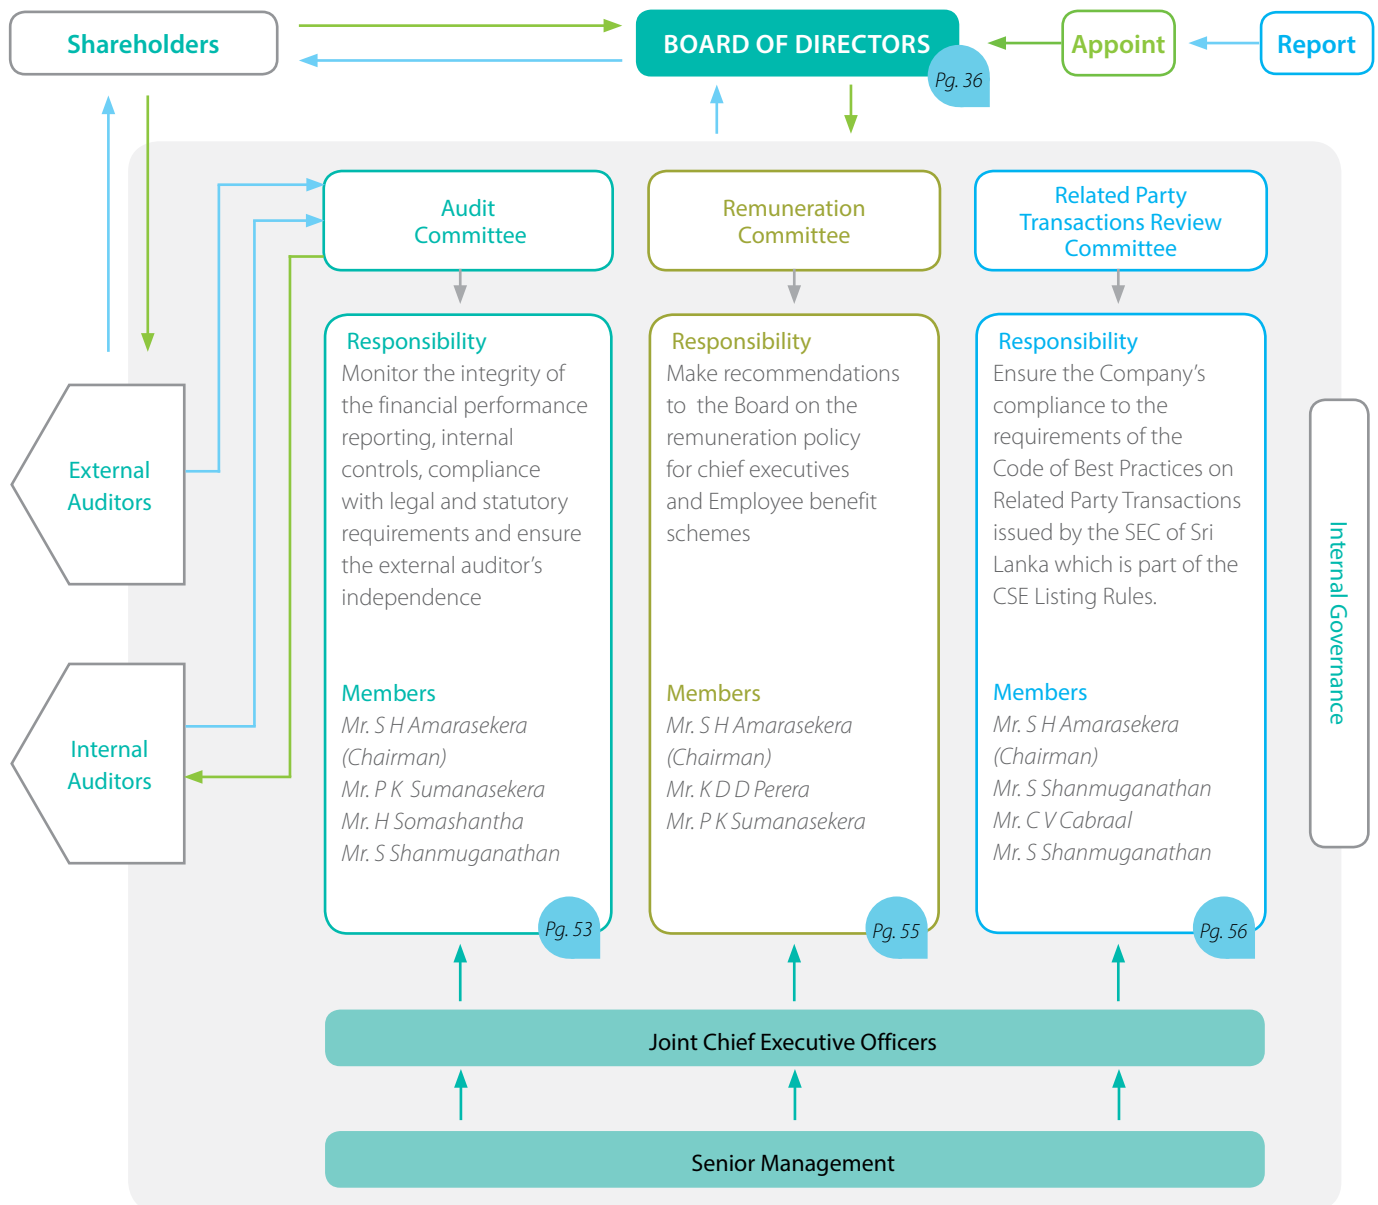 Shareholders
BOARD OF DIRECTORS
Pg. 36
Appoint
Report
Audit
Committee
Remuneration
Committee
Related Party
Transactions Review
Committee
Responsibility
Monitor the integrity of
the financial performance
reporting, internal
controls, compliance
with legal and statutory
requirements and ensure
the external auditor's
independence
Members
Mr. S H Amarasekera
(Chairman)
Mr. P K Sumanasekera
Mr. H Somashantha
Mr. S Shanmuganathan
Pg. 53
Responsibility
Make recommendations
to the Board on the
remuneration policy
for chief executives
and Employee benefit
schemes
Members
Mr. S H Amarasekera
(Chairman)
Mr. K D D Perera
Mr. P K Sumanasekera
Pg. 55
Responsibility
Ensure the Company's
compliance to the
requirements of the
Code of Best Practices on
Related Party Transactions
issued by the SEC of Sri
Lanka which is part of the
CSE Listing Rules.
Members
Mr. S H Amarasekera
(Chairman)
Mr. S Shanmuganathan
Mr. C V Cabraal
Mr. S Shanmuganathan
Pg. 56
External
Auditors
Internal
Auditors
Internal Governance
Joint Chief Executive Officers
Senior Management